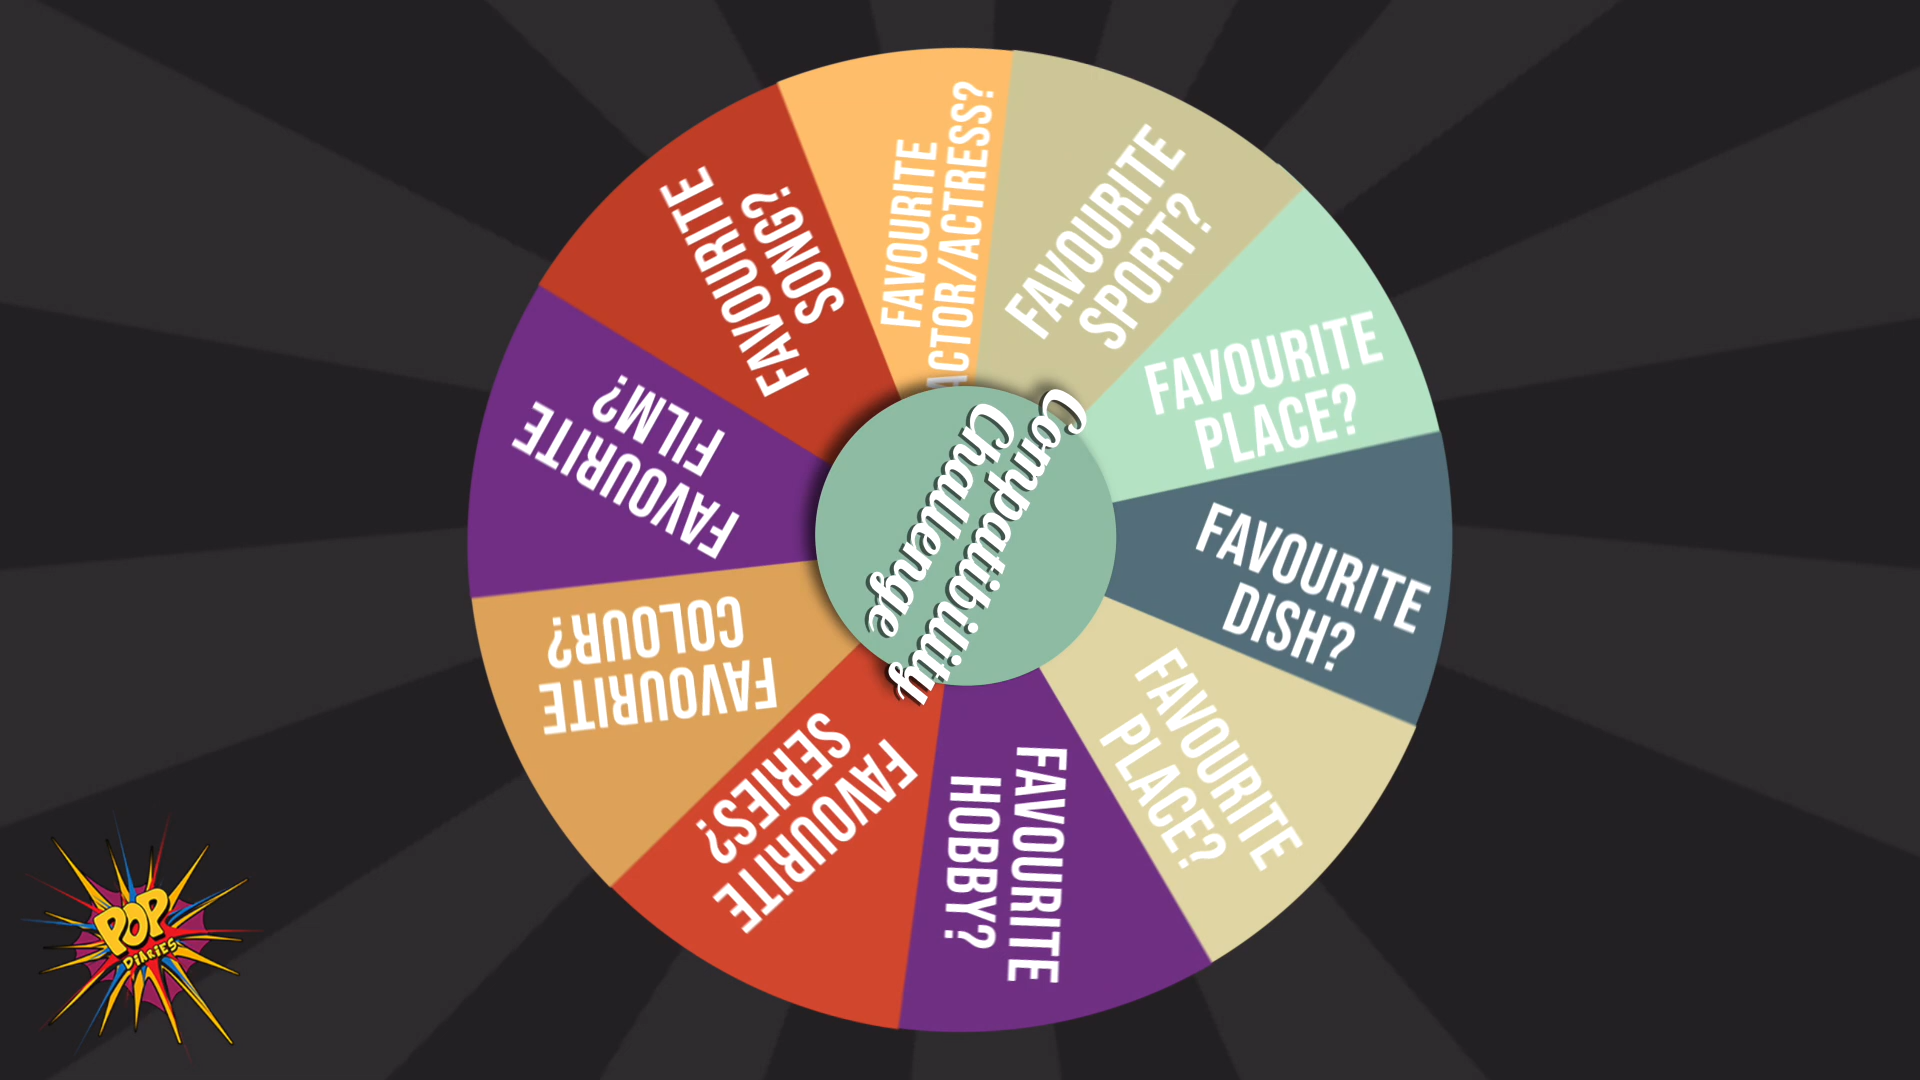 FAVOURITE
ACTOR/ACTRESS?
FAVOURITE
SPORT?
FAVOURITE
PLACE?
FAVOURITE
DISH?
FAVOURITE
PLACE?
FAVOURITE
HOBBY?
FAVOURITE
SERIES?
FAVOURITE
COLOUR?
FAVOURITE
FILM?
FAVOURITE
SONG?
Compatibility
Challenge
POP
DIARIES